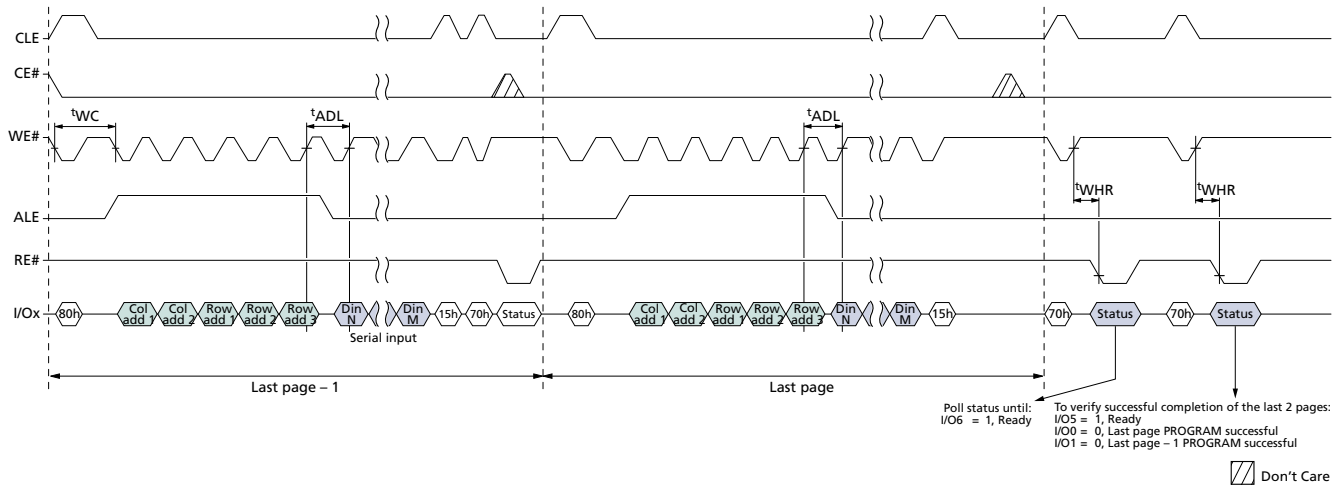 CLE
CE#
tWC
tADL
tADL
WE#
tWHR
tWHR
ALE
RE#
I/Ox
80h
Col add 1
Col add 2
Row add 1
Row add 2
Row add 3
Din N
Din M
15h
70h
Status
80h
Col add 1
Col add 2
Row add 1
Row add 2
Row add 3
Din N
Din M
15h
70h
Status
70h
Status
Serial input
Last page – 1
Last page
Poll status until:
I/O6 = 1, Ready
To verify successful completion of the last 2 pages:
I/O5 = 1, Ready
I/O0 = 0, Last page PROGRAM successful
I/O1 = 0, Last page – 1 PROGRAM successful
Don't Care